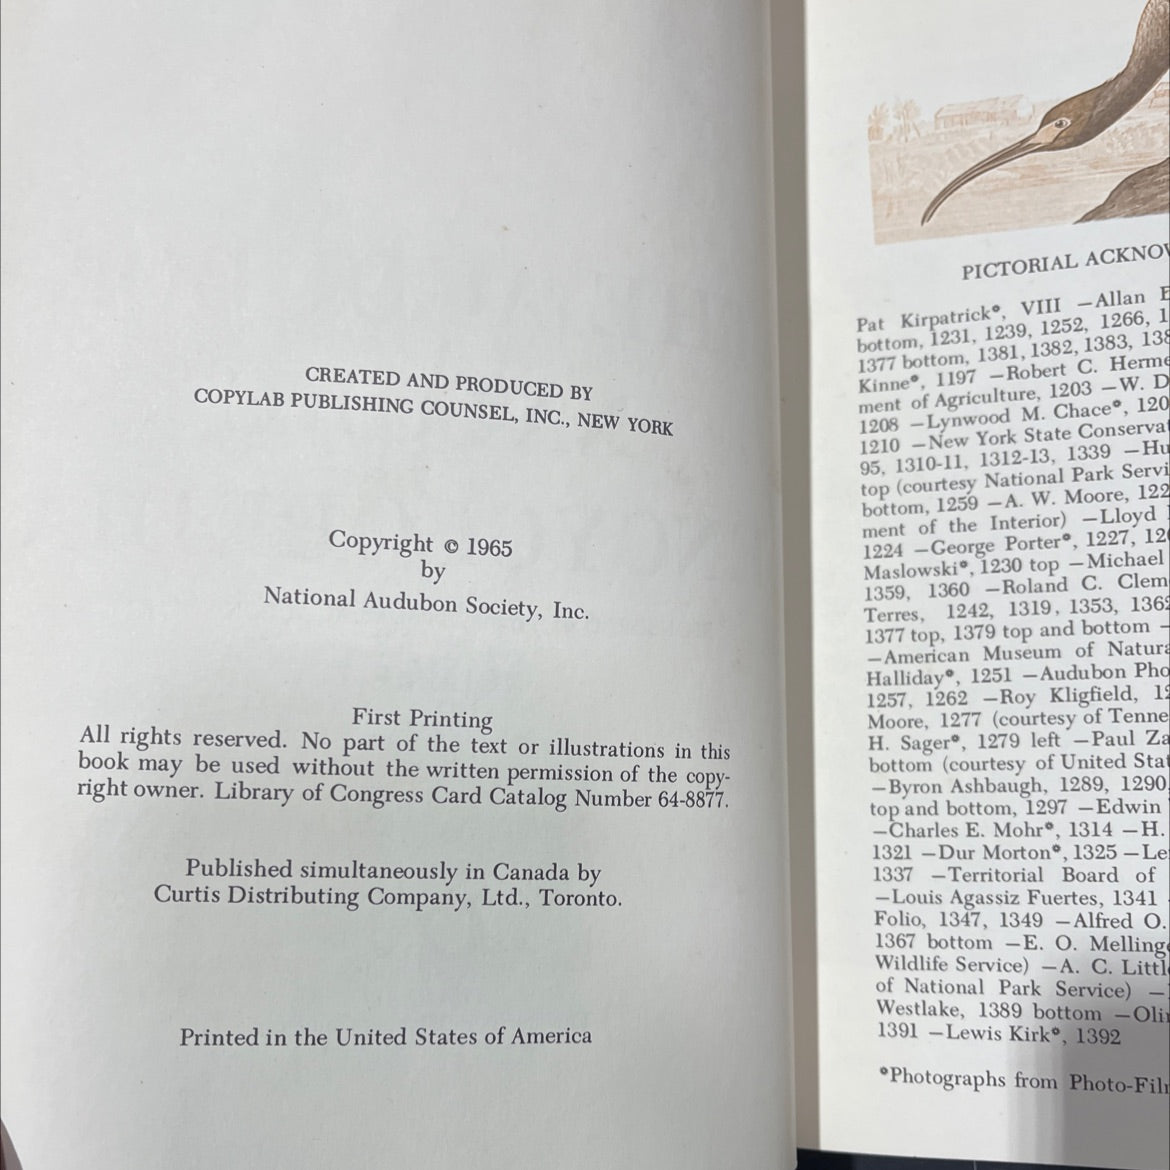 CREATED AND PRODUCED BY
COPYLAB PUBLISHING COUNSEL, INC., NEW YORK
Copyright © 1965
by
National Audubon Society, Inc.
First Printing
All rights reserved. No part of the text or illustrations in this
book may be used without the written permission of the copy-
right owner. Library of Congress Card Catalog Number 64-8877.
Published simultaneously in Canada by
Curtis Distributing Company, Ltd., Toronto.
Printed in the United States of America
PICTORIAL
Pat Kirpatrick*, VIII —Allan
bottom, 1231, 1239, 1252, 1266,
1377 bottom, 1381, 1382, 1383,
Kinne*, 1197 —Robert C.
ment of Agriculture, 1203 —W. D
1208 —Lynwood M. Chace*,
1210 —New York State
95, 1310-11, 1312-13, 1339 —
top (courtesy National Park
bottom, 1259 —A. W. Moore,
ment of the Interior) —Lloyd
1224 —George Porter*, 1227,
Maslowski*, 1230 top —Michael
1359, 1360 —Roland C.
Terres, 1242, 1319, 1353,
1377 top, 1379 top and bottom —
—American Museum of
Halliday*, 1251 —Audubon
1257, 1262 —Roy Kligfield,
Moore, 1277 (courtesy of
H. Sager*, 1279 left —Paul
bottom (courtesy of United
—Byron Ashbaugh, 1289, 1290,
top and bottom, 1297 —Edwin
—Charles E. Mohr*, 1314 —H.
1321 —Dur Morton*, 1325 —
1337 —Territorial Board of
—Louis Agassiz Fuertes, 1341
Folio, 1347, 1349 —Alfred O.
1367 bottom —E. O.
Wildlife Service) —A. C.
of National Park Service) —
Westlake, 1389 bottom —
1391 —Lewis Kirk*, 1392
*Photographs from